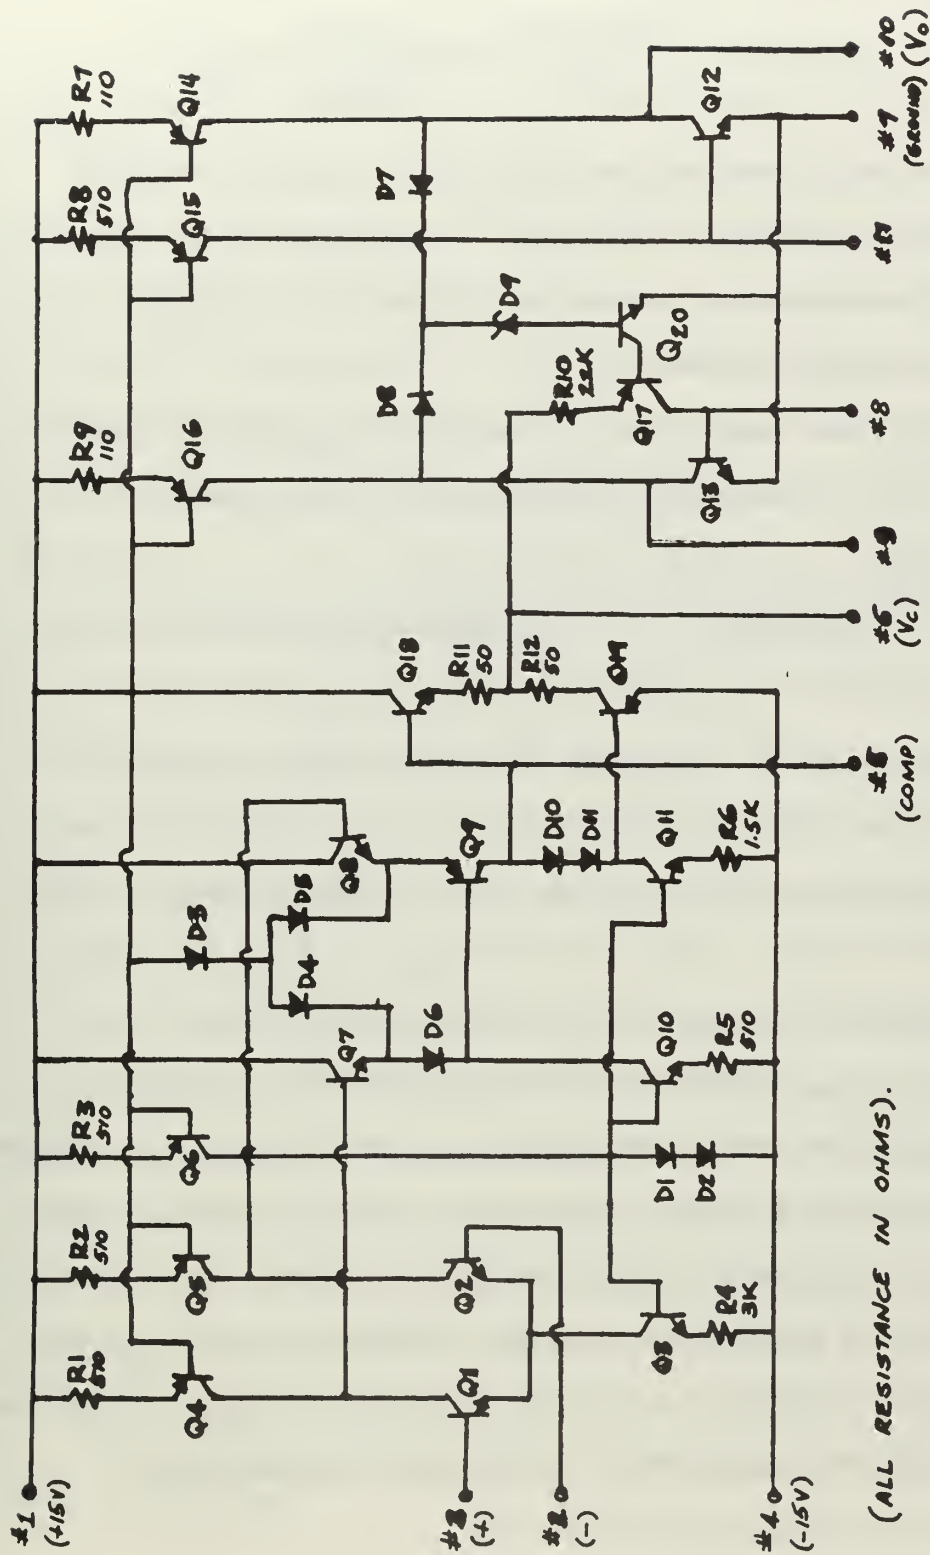 #1
(+15V)
R1
510
R2
510
R3
510
R9
110
R8
510
R7
110
Q4
Q5
Q6
Q16
Q15
Q14
D3
D4
D5
Q7
Q8
D6
Q9
Q18
R11
50
R12
50
Q19
D8
D7
D9
R10
22K
Q17
Q20
Q13
Q12
#3
(+)
#2
(-)
Q1
Q2
Q3
R4
3K
D1
D2
Q10
R5
510
D10
D11
Q11
R6
1.5K
#4
(-15V)
#5
(COMP)
#6
(Vc)
#8
(GROUND)
#10
(Vo)
(ALL RESISTANCE IN OHMS).